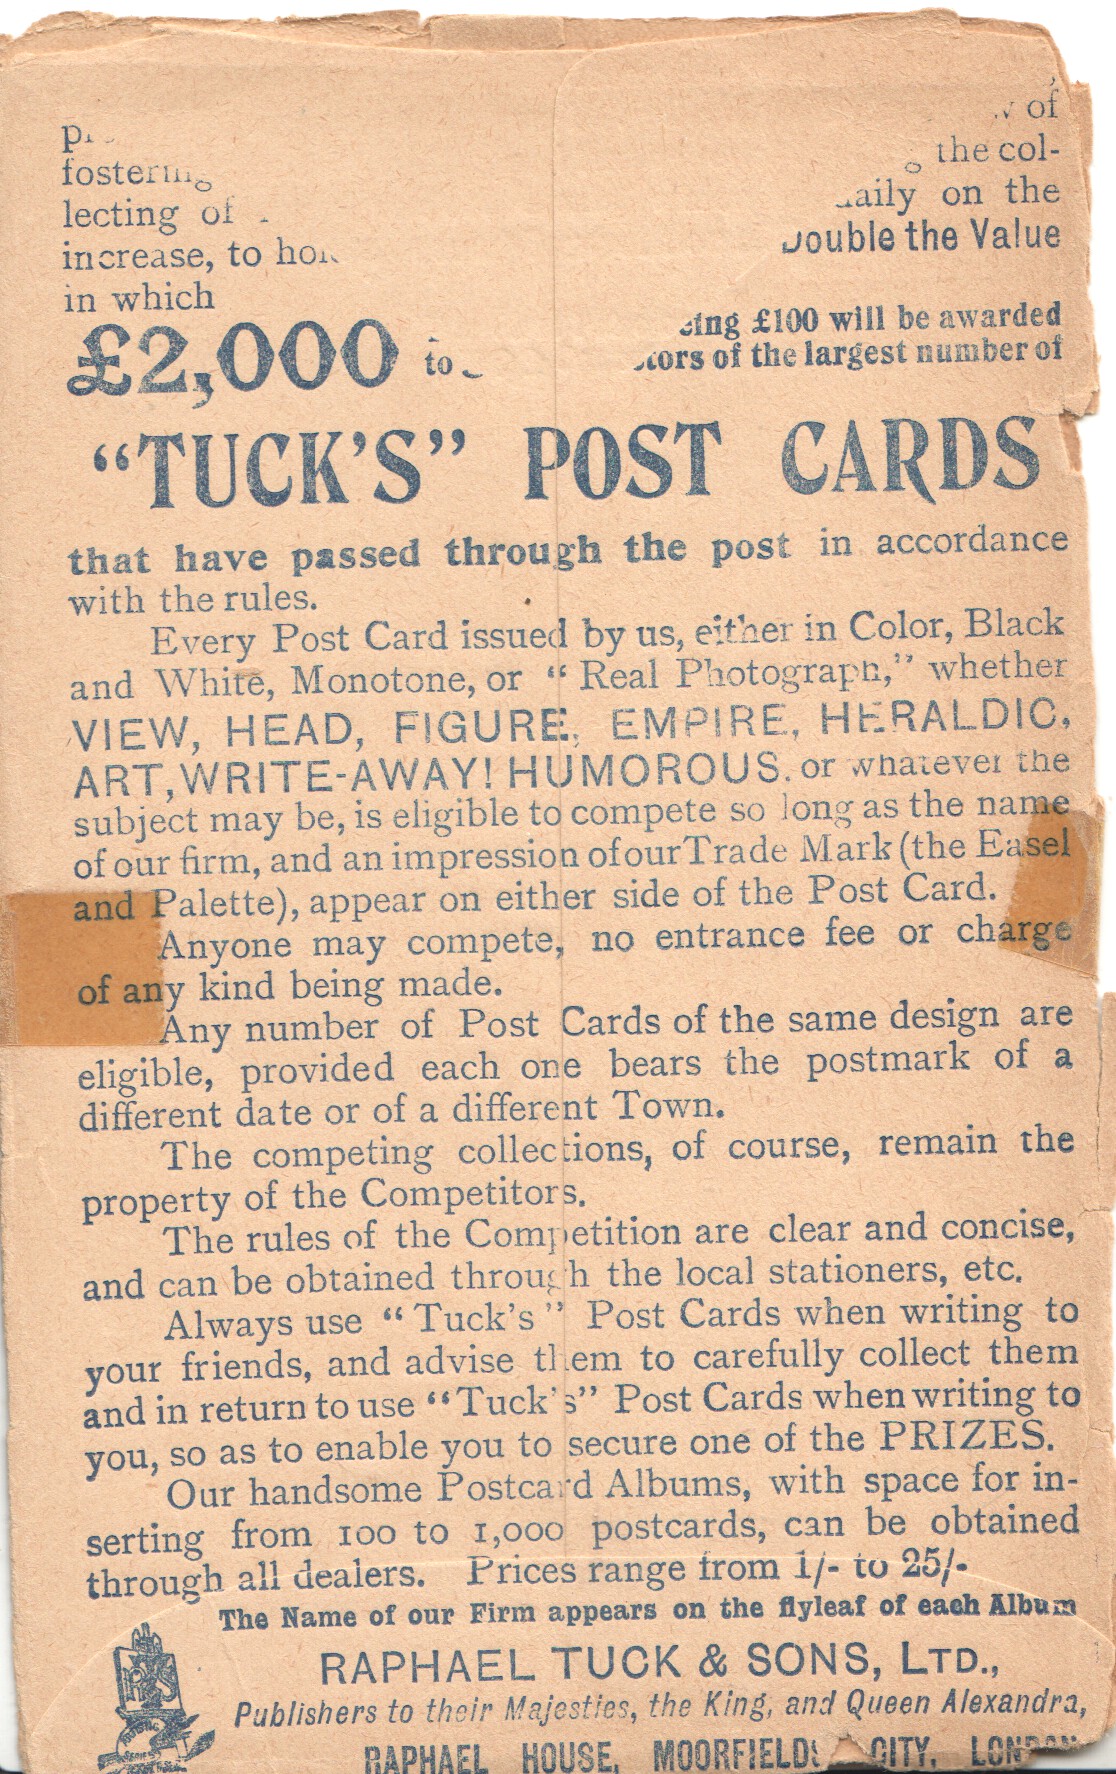 of
fostering the col-
lecting of daily on the
increase, to Double the Value
in which
£2,000 to £100 will be awarded
of the largest number of
“TUCK’S” POST CARDS
that have passed through the post in accordance
with the rules.
Every Post Card issued by us, either in Color, Black
and White, Monotone, or “Real Photograph,” whether
VIEW, HEAD, FIGURE, EMPIRE, HERALDIC,
ART, WRITE-AWAY! HUMOROUS. or whatever the
subject may be, is eligible to compete so long as the name
of our firm, and an impression of our Trade Mark (the Easel
and Palette), appear on either side of the Post Card.
Anyone may compete, no entrance fee or charge
of any kind being made.
Any number of Post Cards of the same design are
eligible, provided each one bears the postmark of a
different date or of a different Town.
The competing collections, of course, remain the
property of the Competitors.
The rules of the Competition are clear and concise,
and can be obtained through the local stationers, etc.
Always use “Tuck’s” Post Cards when writing to
your friends, and advise them to carefully collect them
and in return to use “Tuck’s” Post Cards when writing to
you, so as to enable you to secure one of the PRIZES.
Our handsome Postcard Albums, with space for in-
serting from 100 to 1,000 postcards, can be obtained
through all dealers. Prices range from 1/- to 25/-
The Name of our Firm appears on the flyleaf of each Album
RAPHAEL TUCK & SONS, LTD.,
Publishers to their Majesties, the King, and Queen Alexandra,
RAPHAEL HOUSE, MOORFIELDS CITY, LONDON